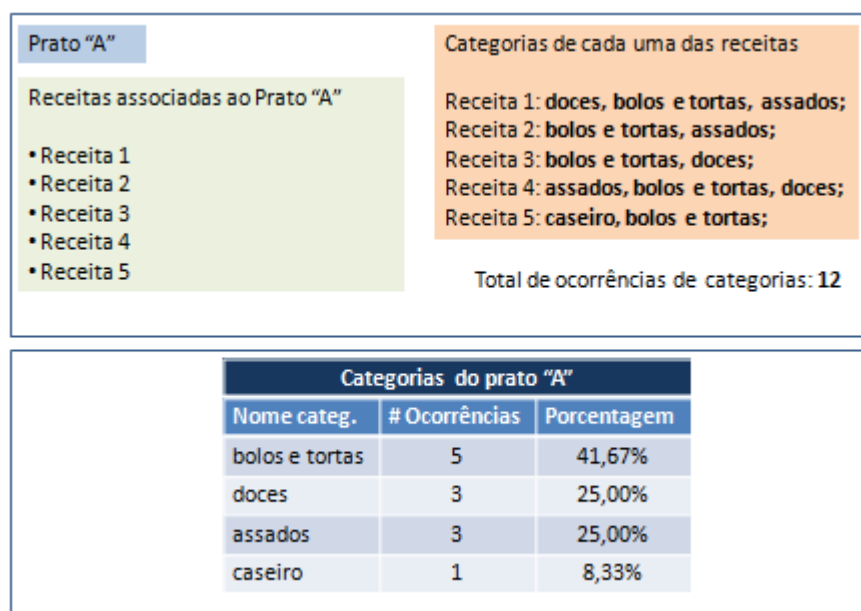 Prato “A”
Receitas associadas ao Prato “A”
• Receita 1
• Receita 2
• Receita 3
• Receita 4
• Receita 5
Categorias de cada uma das receitas
Receita 1: doces, bolos e tortas, assados;
Receita 2: bolos e tortas, assados;
Receita 3: bolos e tortas, doces;
Receita 4: assados, bolos e tortas, doces;
Receita 5: caseiro, bolos e tortas;
Total de ocorrências de categorias: 12
Categorias do prato “A”
Nome categ. # Ocorrências Porcentagem
bolos e tortas 5 41,67%
doces 3 25,00%
assados 3 25,00%
caseiro 1 8,33%